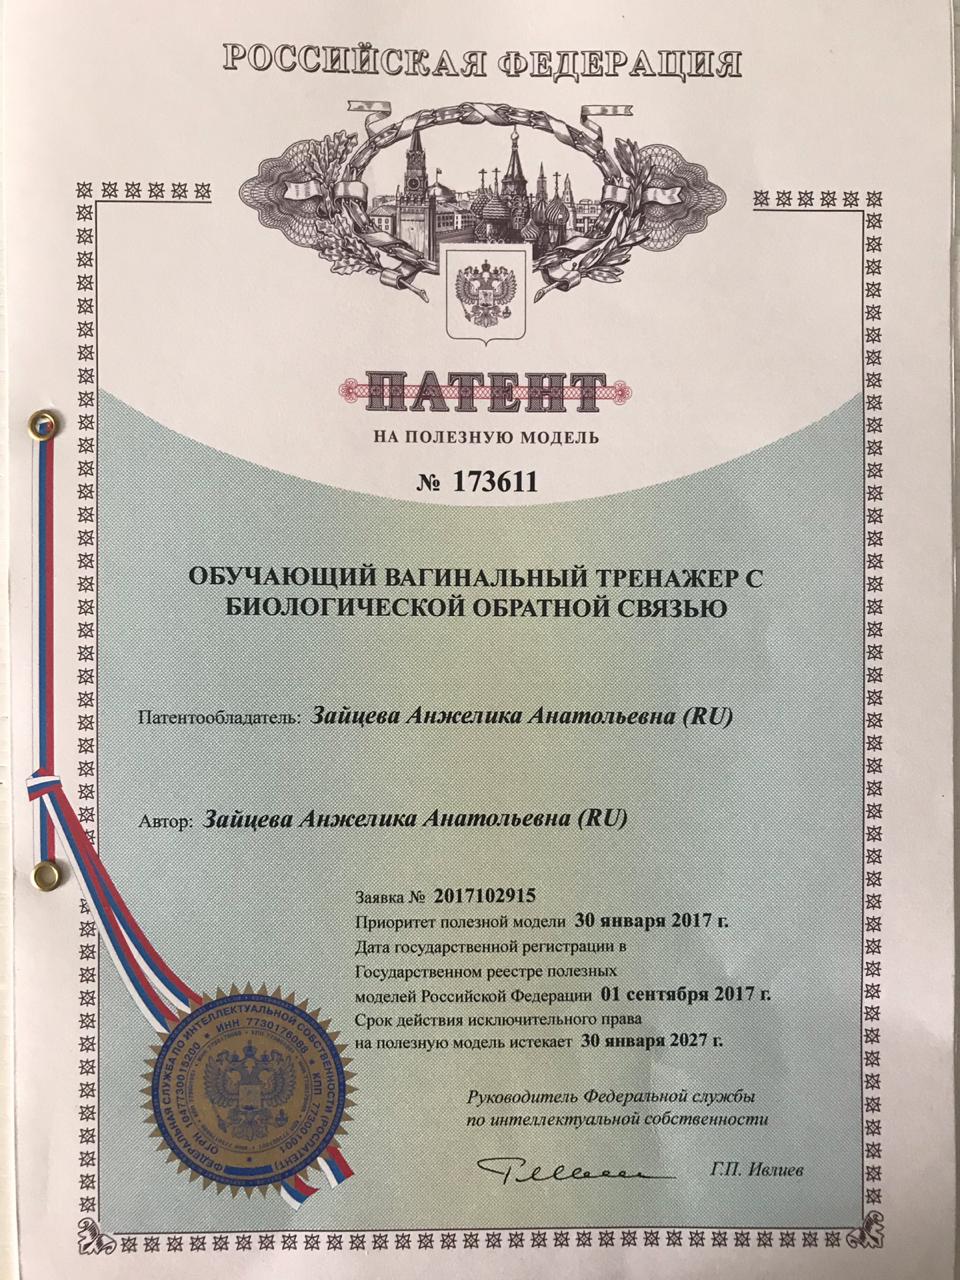 РОССИЙСКАЯ ФЕДЕРАЦИЯ
ПАТЕНТ
НА ПОЛЕЗНУЮ МОДЕЛЬ
№ 173611
ОБУЧАЮЩИЙ ВАГИНАЛЬНЫЙ ТРЕНАЖЕР С
БИОЛОГИЧЕСКОЙ ОБРАТНОЙ СВЯЗЬЮ
Патентообладатель: Зайцева Анжелика Анатольевна (RU)
Автор: Зайцева Анжелика Анатольевна (RU)
Заявка № 2017102915
Приоритет полезной модели 30 января 2017 г.
Дата государственной регистрации в
Государственном реестре полезных
моделей Российской Федерации 01 сентября 2017 г.
Срок действия исключительного права
на полезную модель истекает 30 января 2027 г.
Руководитель Федеральной службы
по интеллектуальной собственности
Г.П. Ивлиев
ФЕДЕРАЛЬНАЯ СЛУЖБА ПО ИНТЕЛЛЕКТУАЛЬНОЙ СОБСТВЕННОСТИ (РОСПАТЕНТ)
ОГРН 1047730015200 * ИНН 7730176088 * КПП 773001001